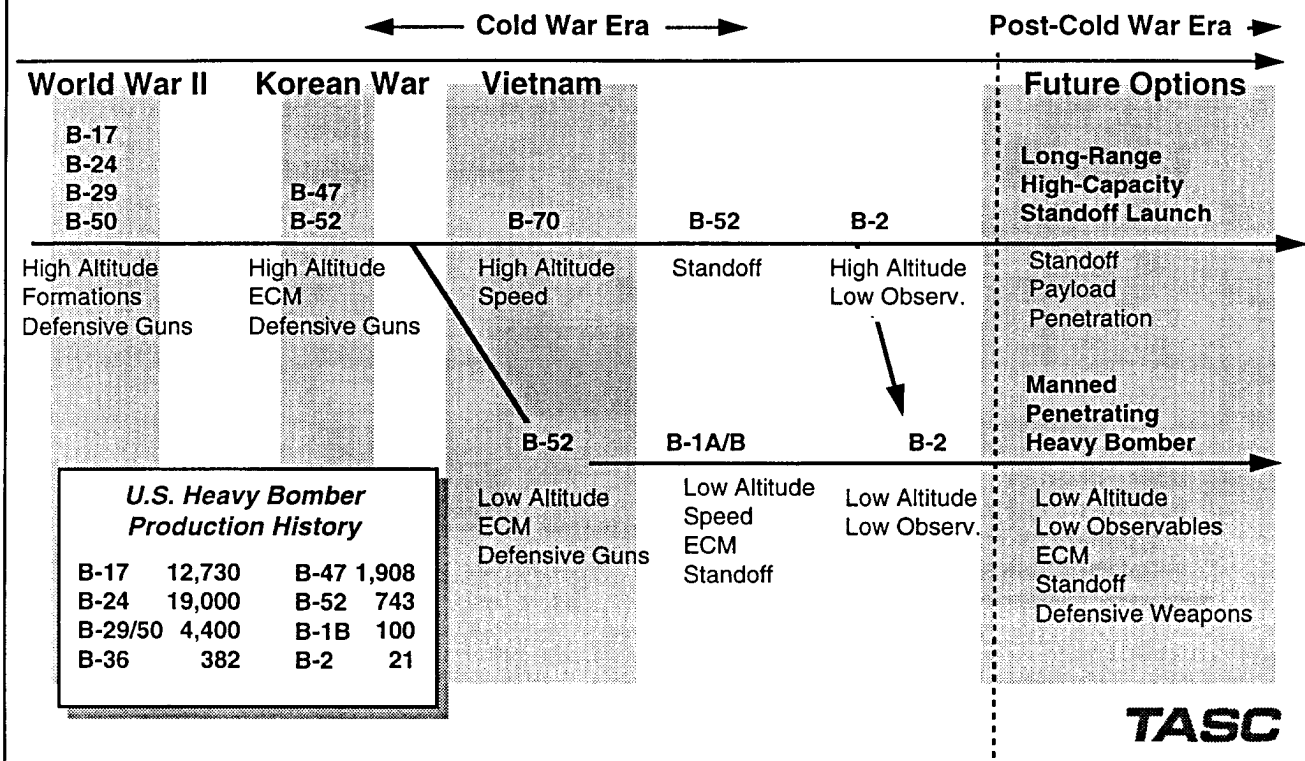 Cold War Era
Post-Cold War Era
World War II
Korean War
Vietnam
Future Options
B-17
B-24
B-29
B-50
B-47
B-52
B-70
B-52
B-2
Long-Range
High-Capacity
Standoff Launch
High Altitude
Formations
Defensive Guns
High Altitude
ECM
Defensive Guns
High Altitude
Speed
Standoff
High Altitude
Low Observ.
Standoff
Payload
Penetration
Manned
Penetrating
Heavy Bomber
B-52
B-1A/B
B-2
Low Altitude
ECM
Defensive Guns
Low Altitude
Speed
ECM
Standoff
Low Altitude
Low Observ.
Low Altitude
Low Observables
ECM
Standoff
Defensive Weapons
U.S. Heavy Bomber
Production History
B-17 12,730 B-47 1,908
B-24 19,000 B-52 743
B-29/50 4,400 B-1B 100
B-36 382 B-2 21
TASC